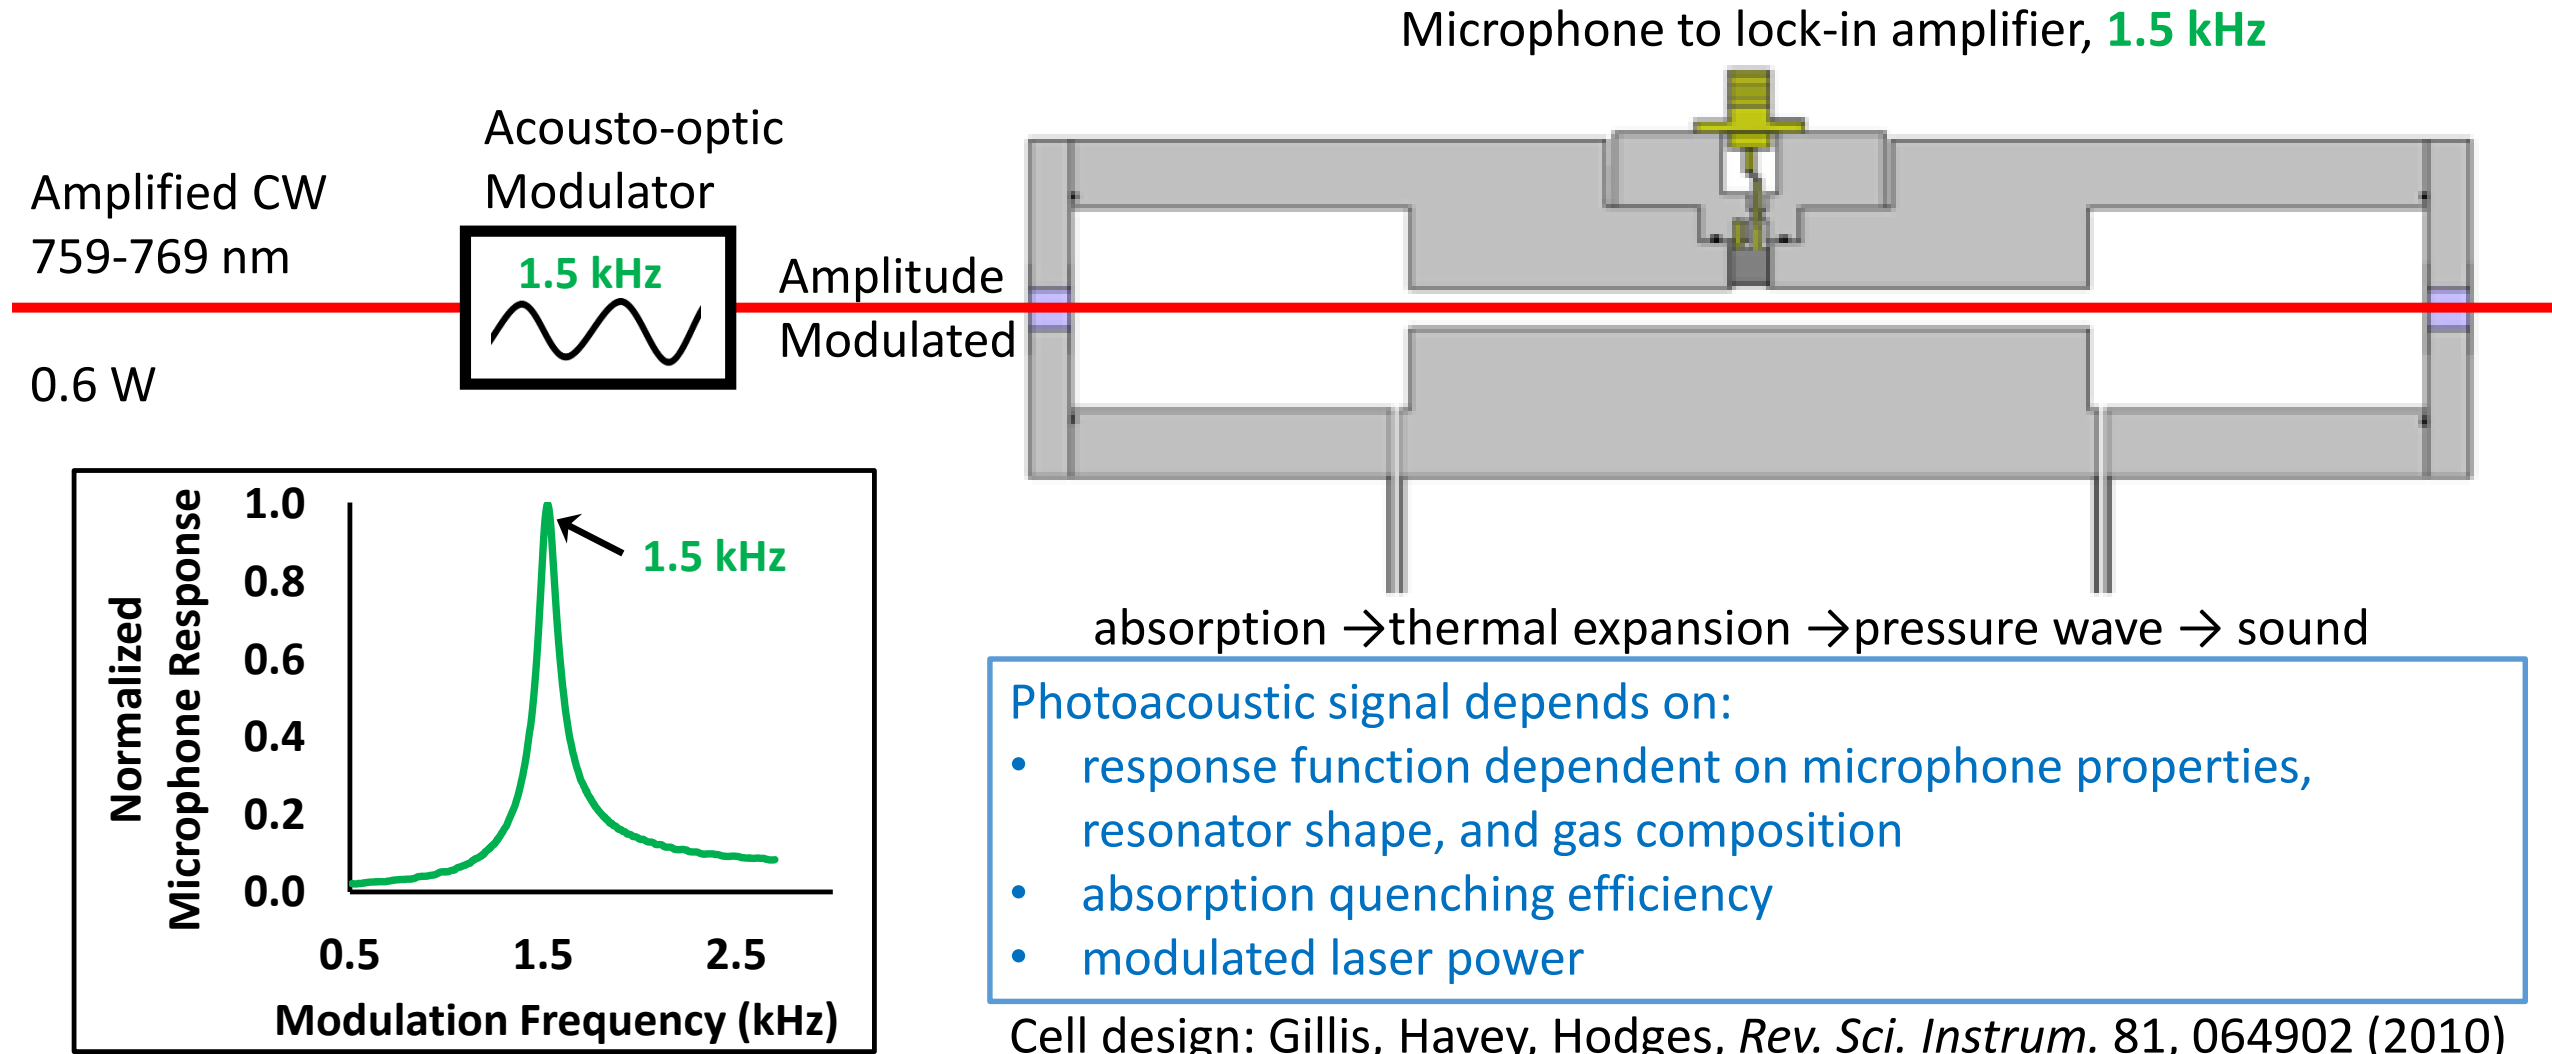 Microphone to lock-in amplifier, 1.5 kHz
Acousto-optic
Modulator
Amplified CW
759-769 nm
1.5 kHz
Amplitude
Modulated
0.6 W
Normalized
Microphone Response
1.0
0.8
0.6
0.4
0.2
0.0
1.5 kHz
0.5 1.5 2.5
Modulation Frequency (kHz)
absorption →thermal expansion →pressure wave → sound
Photoacoustic signal depends on:
• response function dependent on microphone properties,
resonator shape, and gas composition
• absorption quenching efficiency
• modulated laser power
Cell design: Gillis, Havey, Hodges, Rev. Sci. Instrum. 81, 064902 (2010)